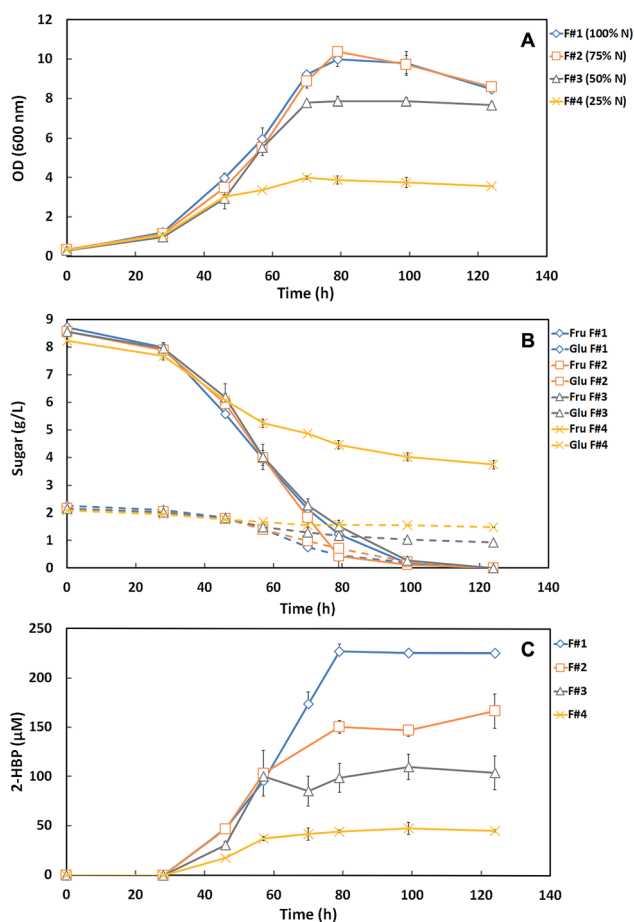 A
12
10
8
6
4
2
0
OD (600 nm)
0 20 40 60 80 100 120 140
Time (h)
F#1 (100% N)
F#2 (75% N)
F#3 (50% N)
F#4 (25% N)
B
9
8
7
6
5
4
3
2
1
0
Sugar (g/L)
0 20 40 60 80 100 120 140
Time (h)
Fru F#1
Glu F#1
Fru F#2
Glu F#2
Fru F#3
Glu F#3
Fru F#4
Glu F#4
C
250
200
150
100
50
0
2-HBP (µM)
0 20 40 60 80 100 120 140
Time (h)
F#1
F#2
F#3
F#4